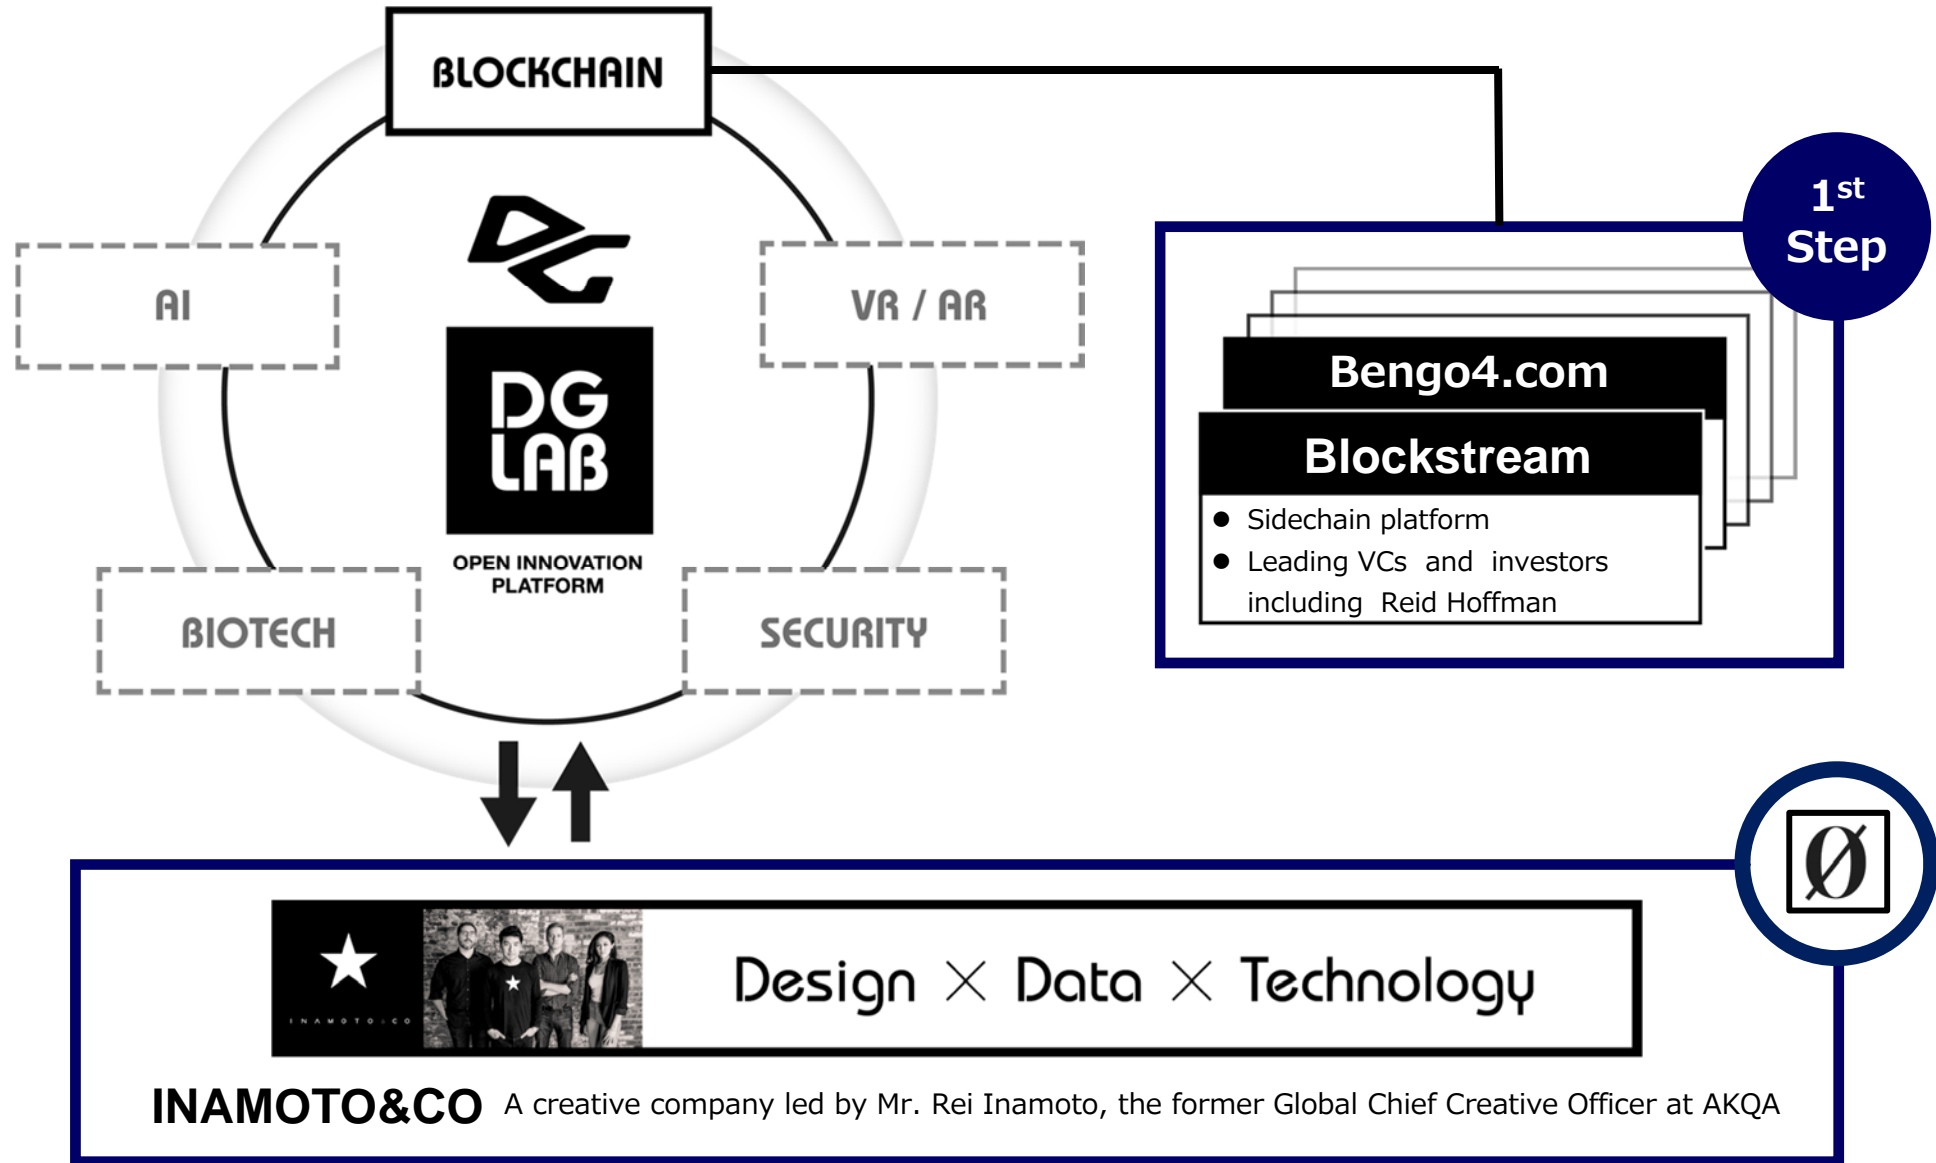 BLOCKCHAIN
1st
Step
AI
VR / AR
DG
LAB
OPEN INNOVATION
PLATFORM
BIOTECH
SECURITY
Bengo4.com
Blockstream
● Sidechain platform
● Leading VCs and investors
including Reid Hoffman
Ø
INAMOTO&CO
Design × Data × Technology
INAMOTO&CO A creative company led by Mr. Rei Inamoto, the former Global Chief Creative Officer at AKQA